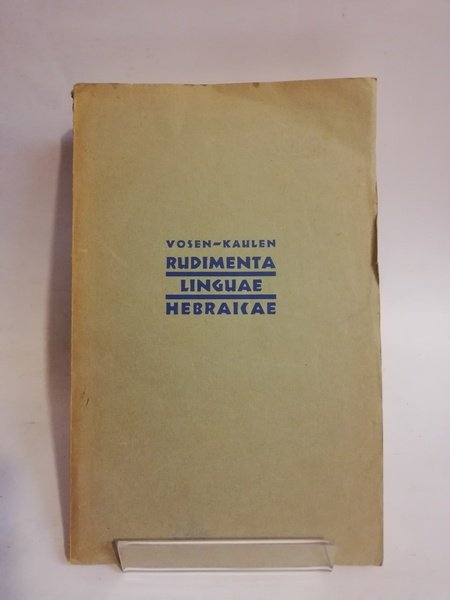 VOSEN-KAULEN
RUDIMENTA
LINGUAE
HEBRAICAE